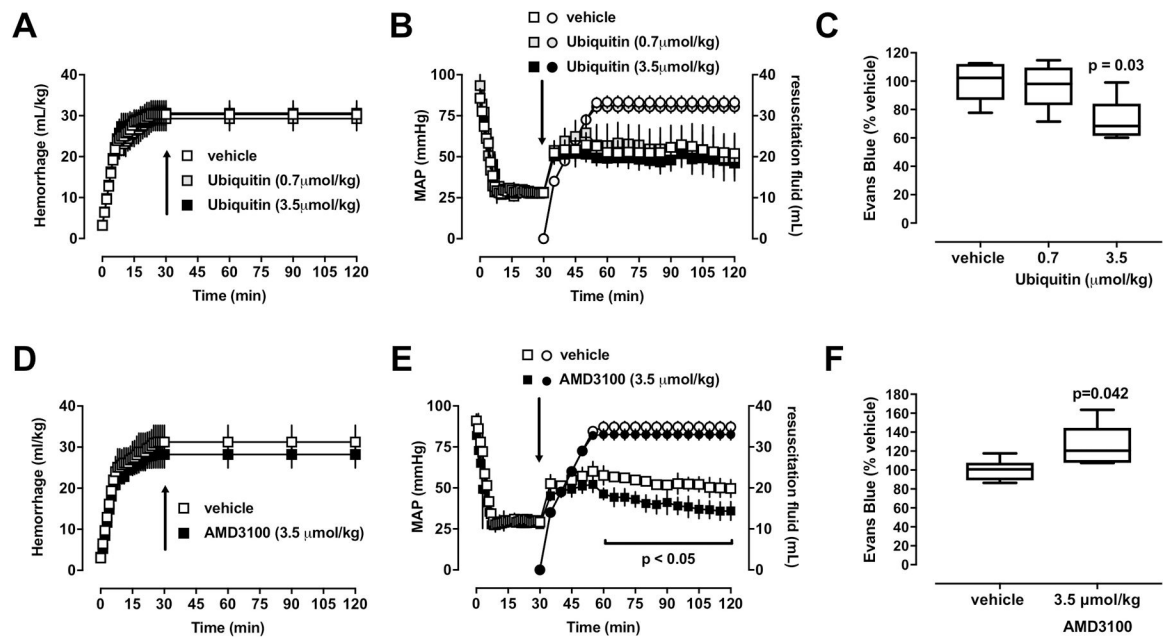 A
Hemorrhage (mL/kg)
40
30
20
10
0
vehicle
Ubiquitin (0.7μmol/kg)
Ubiquitin (3.5μmol/kg)
0 15 30 45 60 75 90 105 120
Time (min)
B
vehicle
Ubiquitin (0.7μmol/kg)
Ubiquitin (3.5μmol/kg)
MAP (mmHg)
100
75
50
25
0
resuscitation fluid (mL)
40
30
20
10
0
0 15 30 45 60 75 90 105 120
Time (min)
C
Evans Blue (% vehicle)
120
100
80
60
40
20
0
p = 0.03
vehicle 0.7 3.5
Ubiquitin (μmol/kg)
D
Hemorrhage (ml/kg)
40
30
20
10
0
vehicle
AMD3100 (3.5 μmol/kg)
0 15 30 45 60 75 90 105 120
Time (min)
E
vehicle
AMD3100 (3.5 μmol/kg)
MAP (mmHg)
100
75
50
25
0
resuscitation fluid (mL)
40
30
20
10
0
p < 0.05
0 15 30 45 60 75 90 105 120
Time (min)
F
Evans Blue (% vehicle)
180
160
140
120
100
80
60
40
20
0
p=0.042
vehicle 3.5 μmol/kg
AMD3100